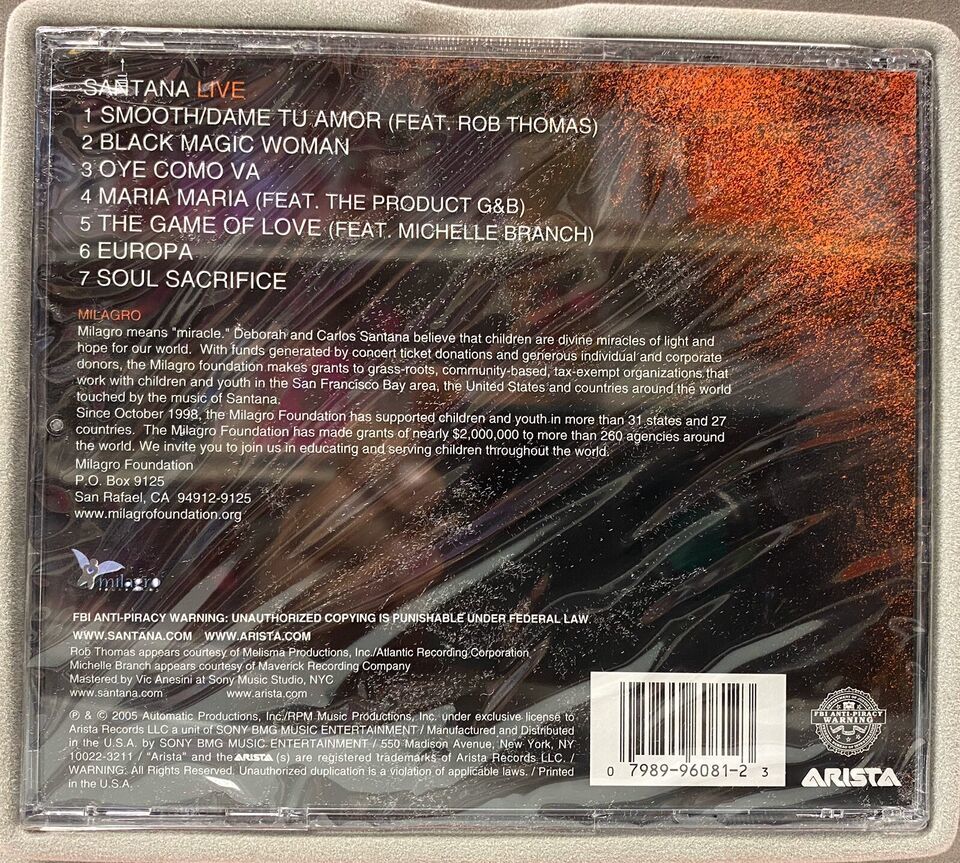 SANTANA LIVE
1 SMOOTH/DAME TU AMOR (FEAT. ROB THOMAS)
2 BLACK MAGIC WOMAN
3 OYE COMO VA
4 MARIA MARIA (FEAT. THE PRODUCT G&B)
5 THE GAME OF LOVE (FEAT. MICHELLE BRANCH)
6 EUROPA
7 SOUL SACRIFICE
MILAGRO
Milagro means "miracle." Deborah and Carlos Santana believe that children are divine miracles of light and
hope for our world. With funds generated by concert ticket donations and generous individual and corporate
donors, the Milagro foundation makes grants to grass-roots, community-based, tax-exempt organizations that
work with children and youth in the San Francisco Bay area, the United States and countries around the world
touched by the music of Santana.
Since October 1998, the Milagro Foundation has supported children and youth in more than 31 states and 27
countries. The Milagro Foundation has made grants of nearly $2,000,000 to more than 260 agencies around
the world. We invite you to join us in educating and serving children throughout the world.
Milagro Foundation
P.O. Box 9125
San Rafael, CA 94912-9125
www.milagrofoundation.org
milagro
FBI ANTI-PIRACY WARNING: UNAUTHORIZED COPYING IS PUNISHABLE UNDER FEDERAL LAW.
WWW.SANTANA.COM WWW.ARISTA.COM
Rob Thomas appears courtesy of Melisma Productions, Inc./Atlantic Recording Corporation
Michelle Branch appears courtesy of Maverick Recording Company
Mastered by Vic Anesini at Sony Music Studio, NYC
www.santana.com www.arista.com
℗ & © 2005 Automatic Productions, Inc./RPM Music Productions, Inc. under exclusive license to
Arista Records LLC a unit of SONY BMG MUSIC ENTERTAINMENT / Manufactured and Distributed
in the U.S.A. by SONY BMG MUSIC ENTERTAINMENT / 550 Madison Avenue, New York, NY
10022-3211 / "Arista" and the ARISTA (s) are registered trademarks of Arista Records LLC. /
WARNING: All Rights Reserved. Unauthorized duplication is a violation of applicable laws. / Printed
in the U.S.A.
0 7989-96081-2 3
FBI ANTI-PIRACY
WARNING
ARISTA